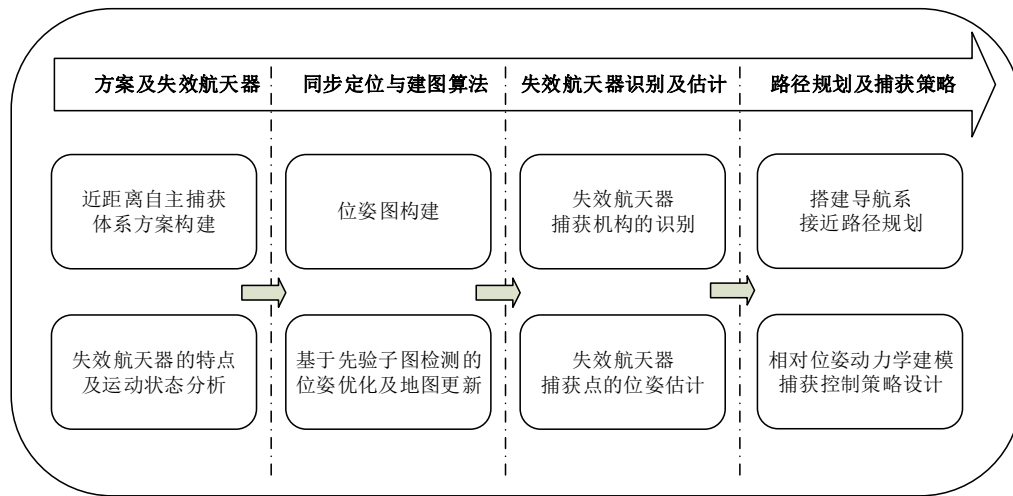 方案及失效航天器
同步定位与建图算法
失效航天器识别及估计
路径规划及捕获策略
近距离自主捕获
体系方案构建
位姿图构建
失效航天器
捕获机构的识别
搭建导航系
接近路径规划
失效航天器的特点
及运动状态分析
基于先验子图检测的
位姿优化及地图更新
失效航天器
捕获点的位姿估计
相对位姿动力学建模
捕获控制策略设计